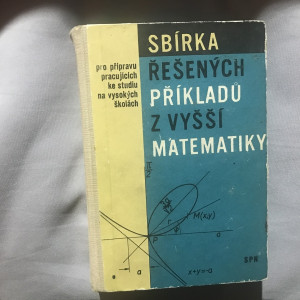 SBÍRKA
ŘEŠENÝCH
PŘÍKLADŮ
Z VYŠŠÍ
MATEMATIKY
pro přípravu
pracujících
ke studiu
na vysokých
školách
M(x,y)
r
a
x+y=a
SPN